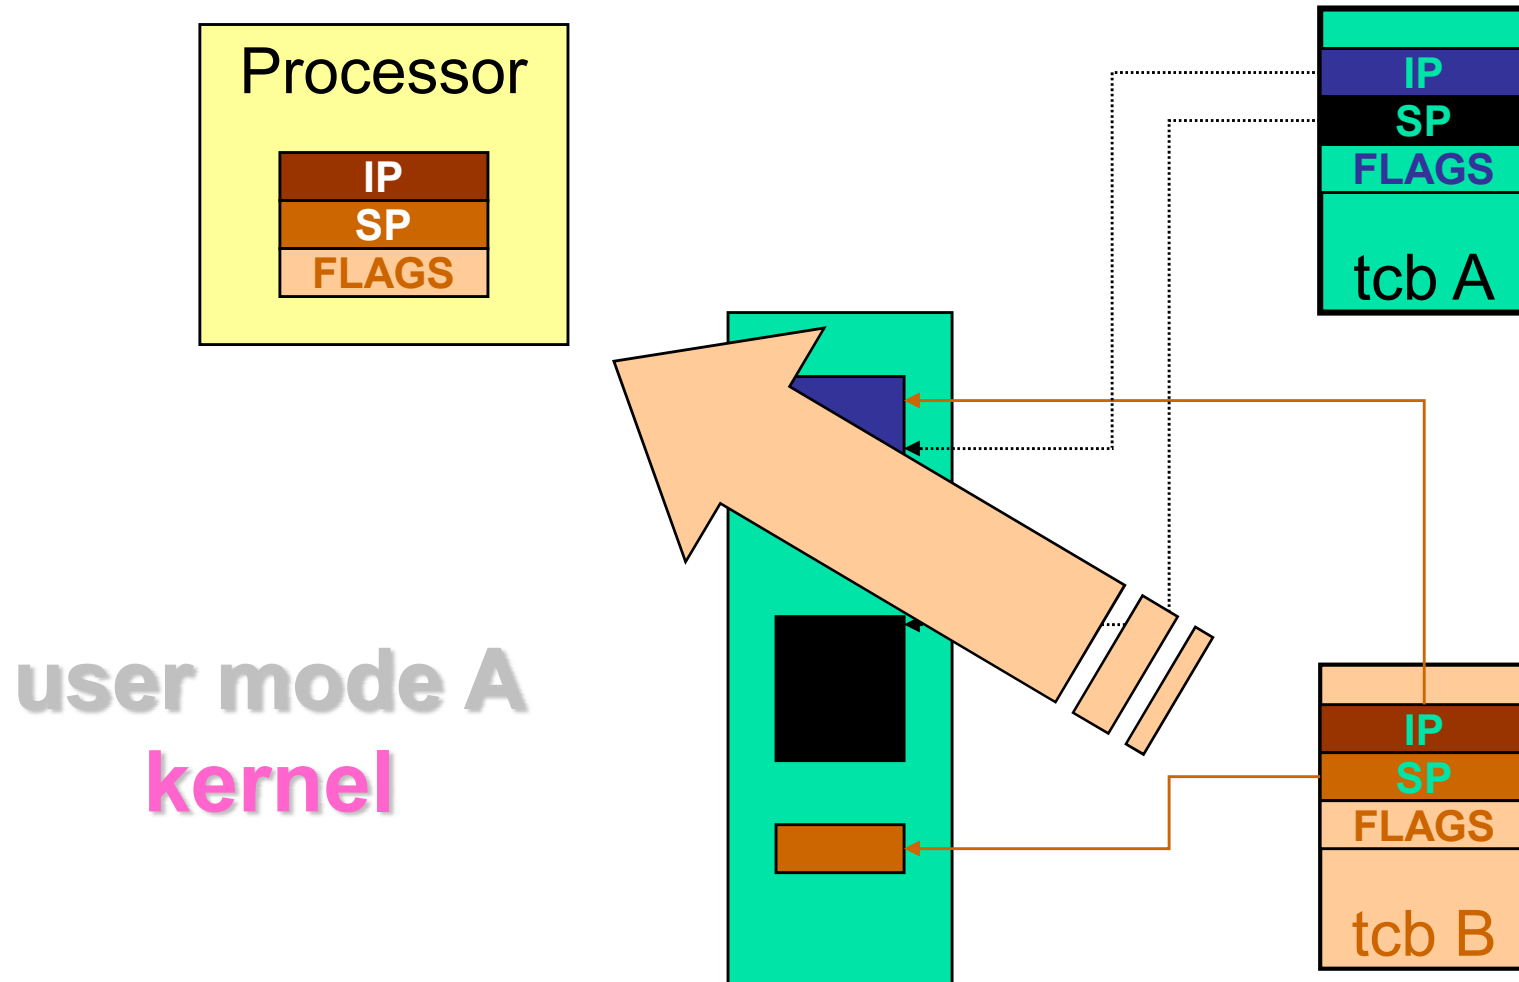 Processor
IP
SP
FLAGS
IP
SP
FLAGS
tcb A
user mode A
kernel
IP
SP
FLAGS
tcb B